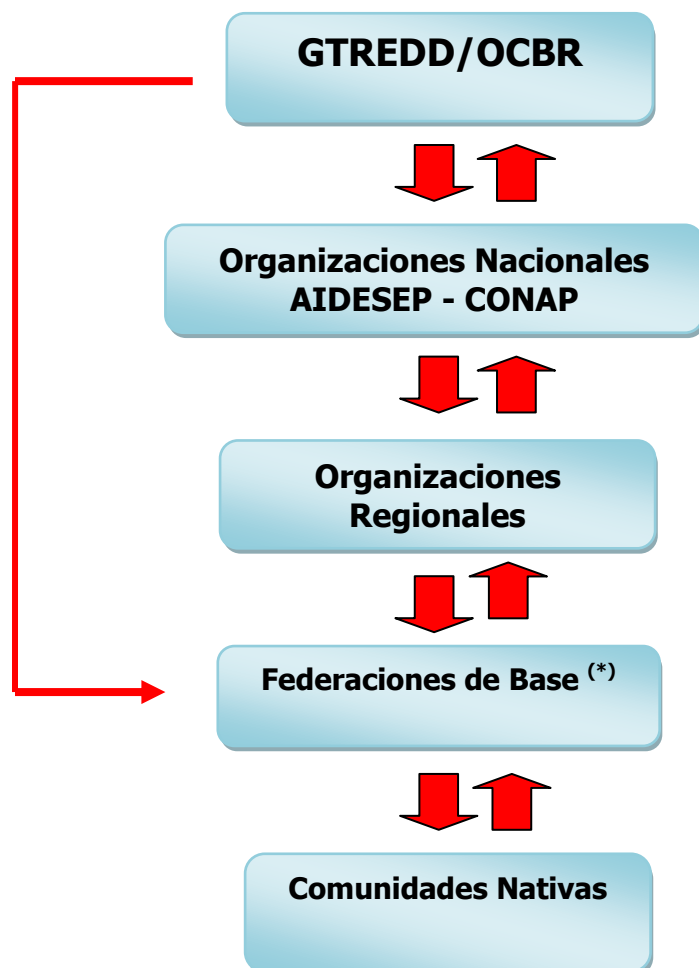 GTREDD/OCBR
Organizaciones Nacionales
AIDESEP - CONAP
Organizaciones
Regionales
Federaciones de Base (*)
Comunidades Nativas